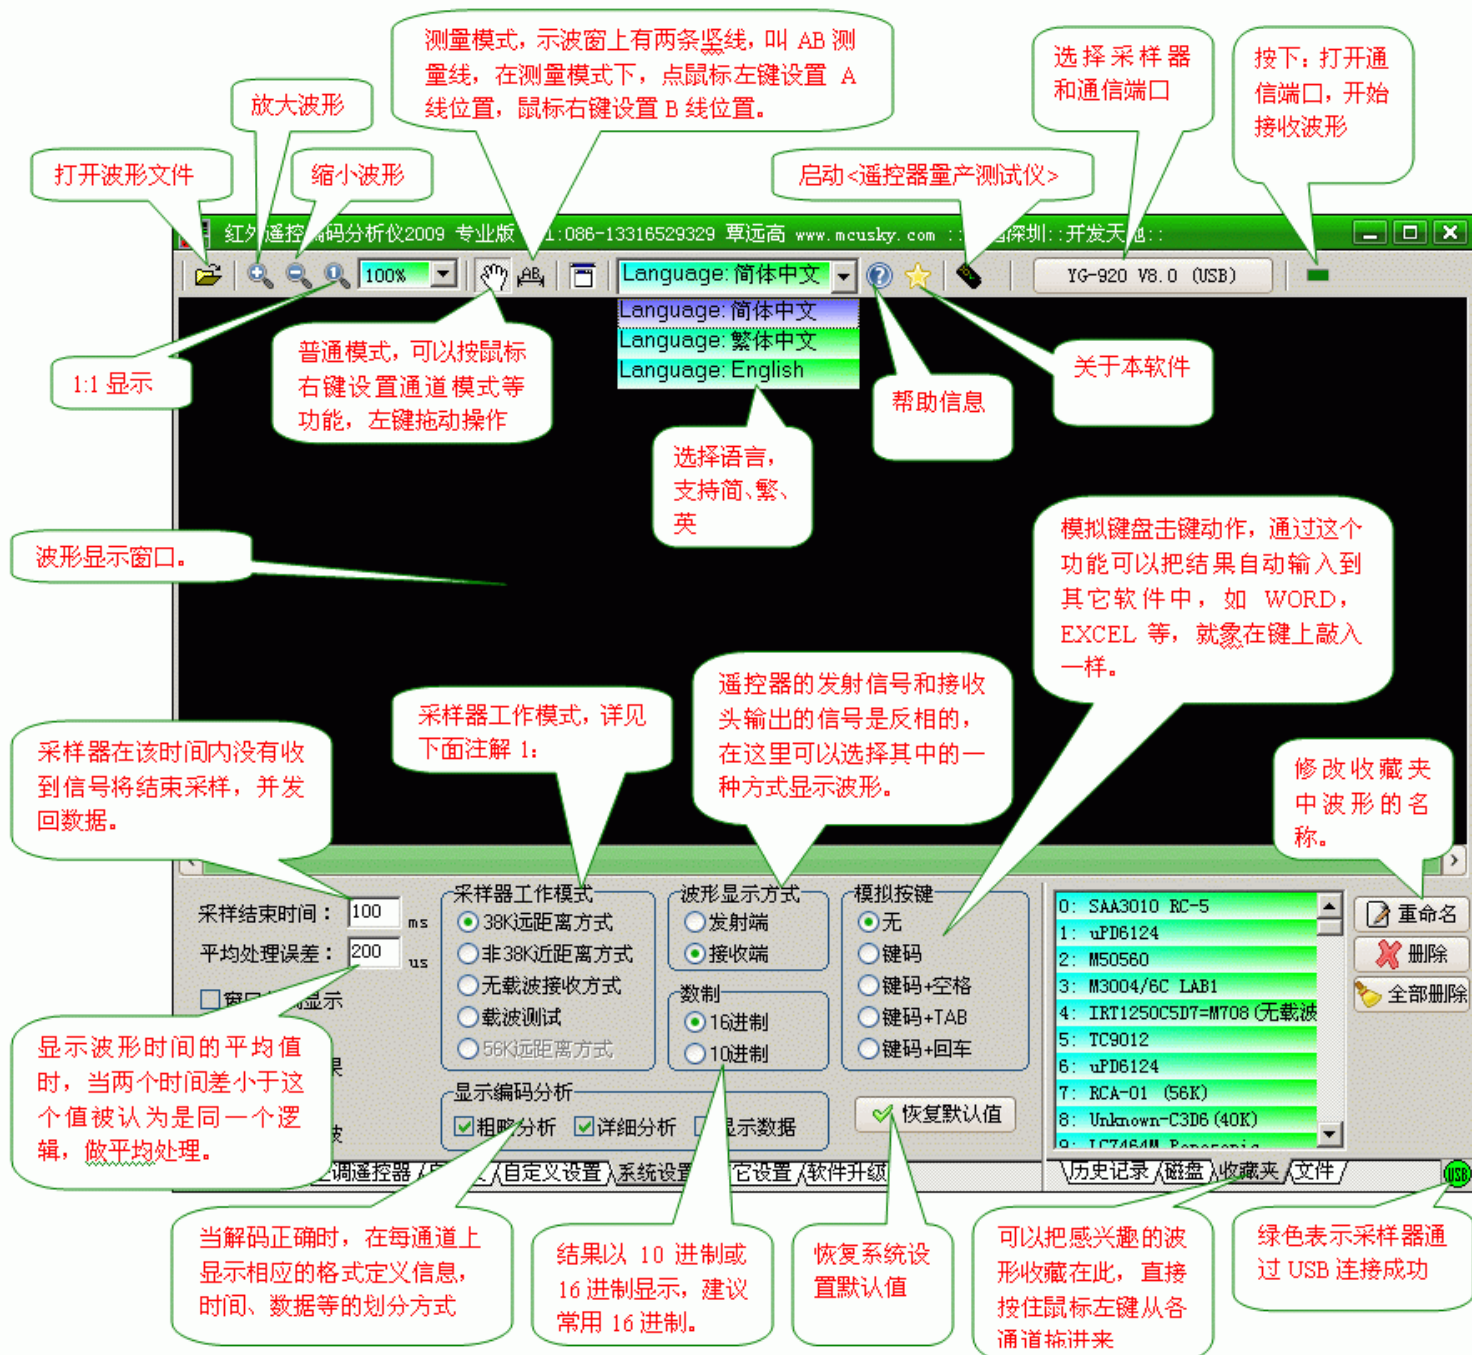 测量模式，示波窗上有两条竖线，叫 AB 测
量线，在测量模式下，点鼠标左键设置 A
线位置，鼠标右键设置 B 线位置。
选择采样器
和通信端口
按下：打开通
信端口，开始
接收波形
放大波形
打开波形文件
缩小波形
启动<遥控器量产测试仪>
红外遥控编码分析仪2009 专业版
1:086-13316529329 覃远高 www.mcusky.com ::
深圳::开发天地::
100%
AB
Language: 简体中文
YG-920 V8.0 (USB)
Language: 简体中文
Language: 繁体中文
Language: English
1:1 显示
普通模式，可以按鼠标
右键设置通道模式等
功能，左键拖动操作
帮助信息
关于本软件
选择语言，
支持简、繁、
英
波形显示窗口。
模拟键盘击键动作，通过这个
功能可以把结果自动输入到
其它软件中，如 WORD，
EXCEL 等，就象在键上敲入
一样。
遥控器的发射信号和接收
头输出的信号是反相的，
在这里可以选择其中的一
种方式显示波形。
采样器工作模式，详见
下面注解 1：
采样器在该时间内没有收
到信号将结束采样，并发
回数据。
修改收藏夹
中波形的名
称。
采样结束时间： 100 ms
平均处理误差： 200 us
显示
采样器工作模式
38K远距离方式
非38K近距离方式
无载波接收方式
载波测试
56K远距离方式
波形显示方式
发射端
接收端
数制
16进制
10进制
模拟按键
无
键码
键码+空格
键码+TAB
键码+回车
0: SAA3010 RC-5
1: uPD6124
2: M50560
3: M3004/6C LAB1
4: IRT1250C5D7=M708(无载波
5: TC9012
6: uPD6124
7: RCA-01 (56K)
8: Unknown-C3D6(40K)
9: LC7464M Panasonic
重命名
删除
全部删除
显示波形时间的平均值
时，当两个时间差小于这
个值被认为是同一个逻
辑，做平均处理。
果
波
显示编码分析
粗略分析
详细分析
显示数据
恢复默认值
调遥控器
自定义设置
系统设置
它设置
软件升级
历史记录
磁盘
收藏夹
文件
USB
当解码正确时，在每通道上
显示相应的格式定义信息，
时间、数据等的划分方式
结果以 10 进制或
16 进制显示，建议
常用 16 进制。
恢复系统设
置默认值
可以把感兴趣的波
形收藏在此，直接
按住鼠标左键从各
通道拖进来
绿色表示采样器通
过 USB 连接成功